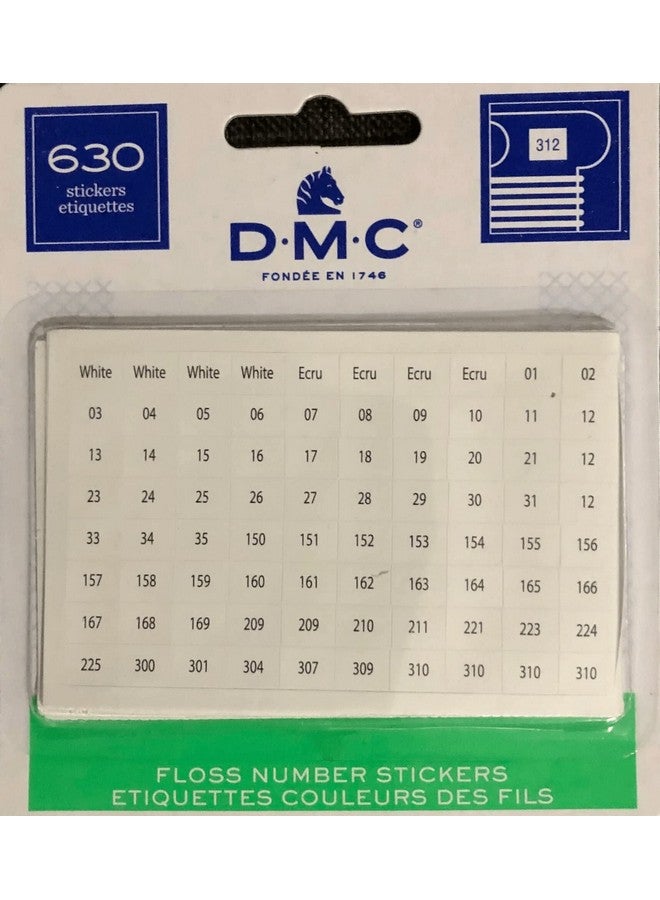 630
stickers
etiquettes
312
D·M·C®
FONDÉE EN 1746
White White White White Ecru Ecru Ecru Ecru 01 02
03 04 05 06 07 08 09 10 11 12
13 14 15 16 17 18 19 20 21 12
23 24 25 26 27 28 29 30 31 12
33 34 35 150 151 152 153 154 155 156
157 158 159 160 161 162 163 164 165 166
167 168 169 209 209 210 211 221 223 224
225 300 301 304 307 309 310 310 310 310
FLOSS NUMBER STICKERS
ETIQUETTES COULEURS DES FILS